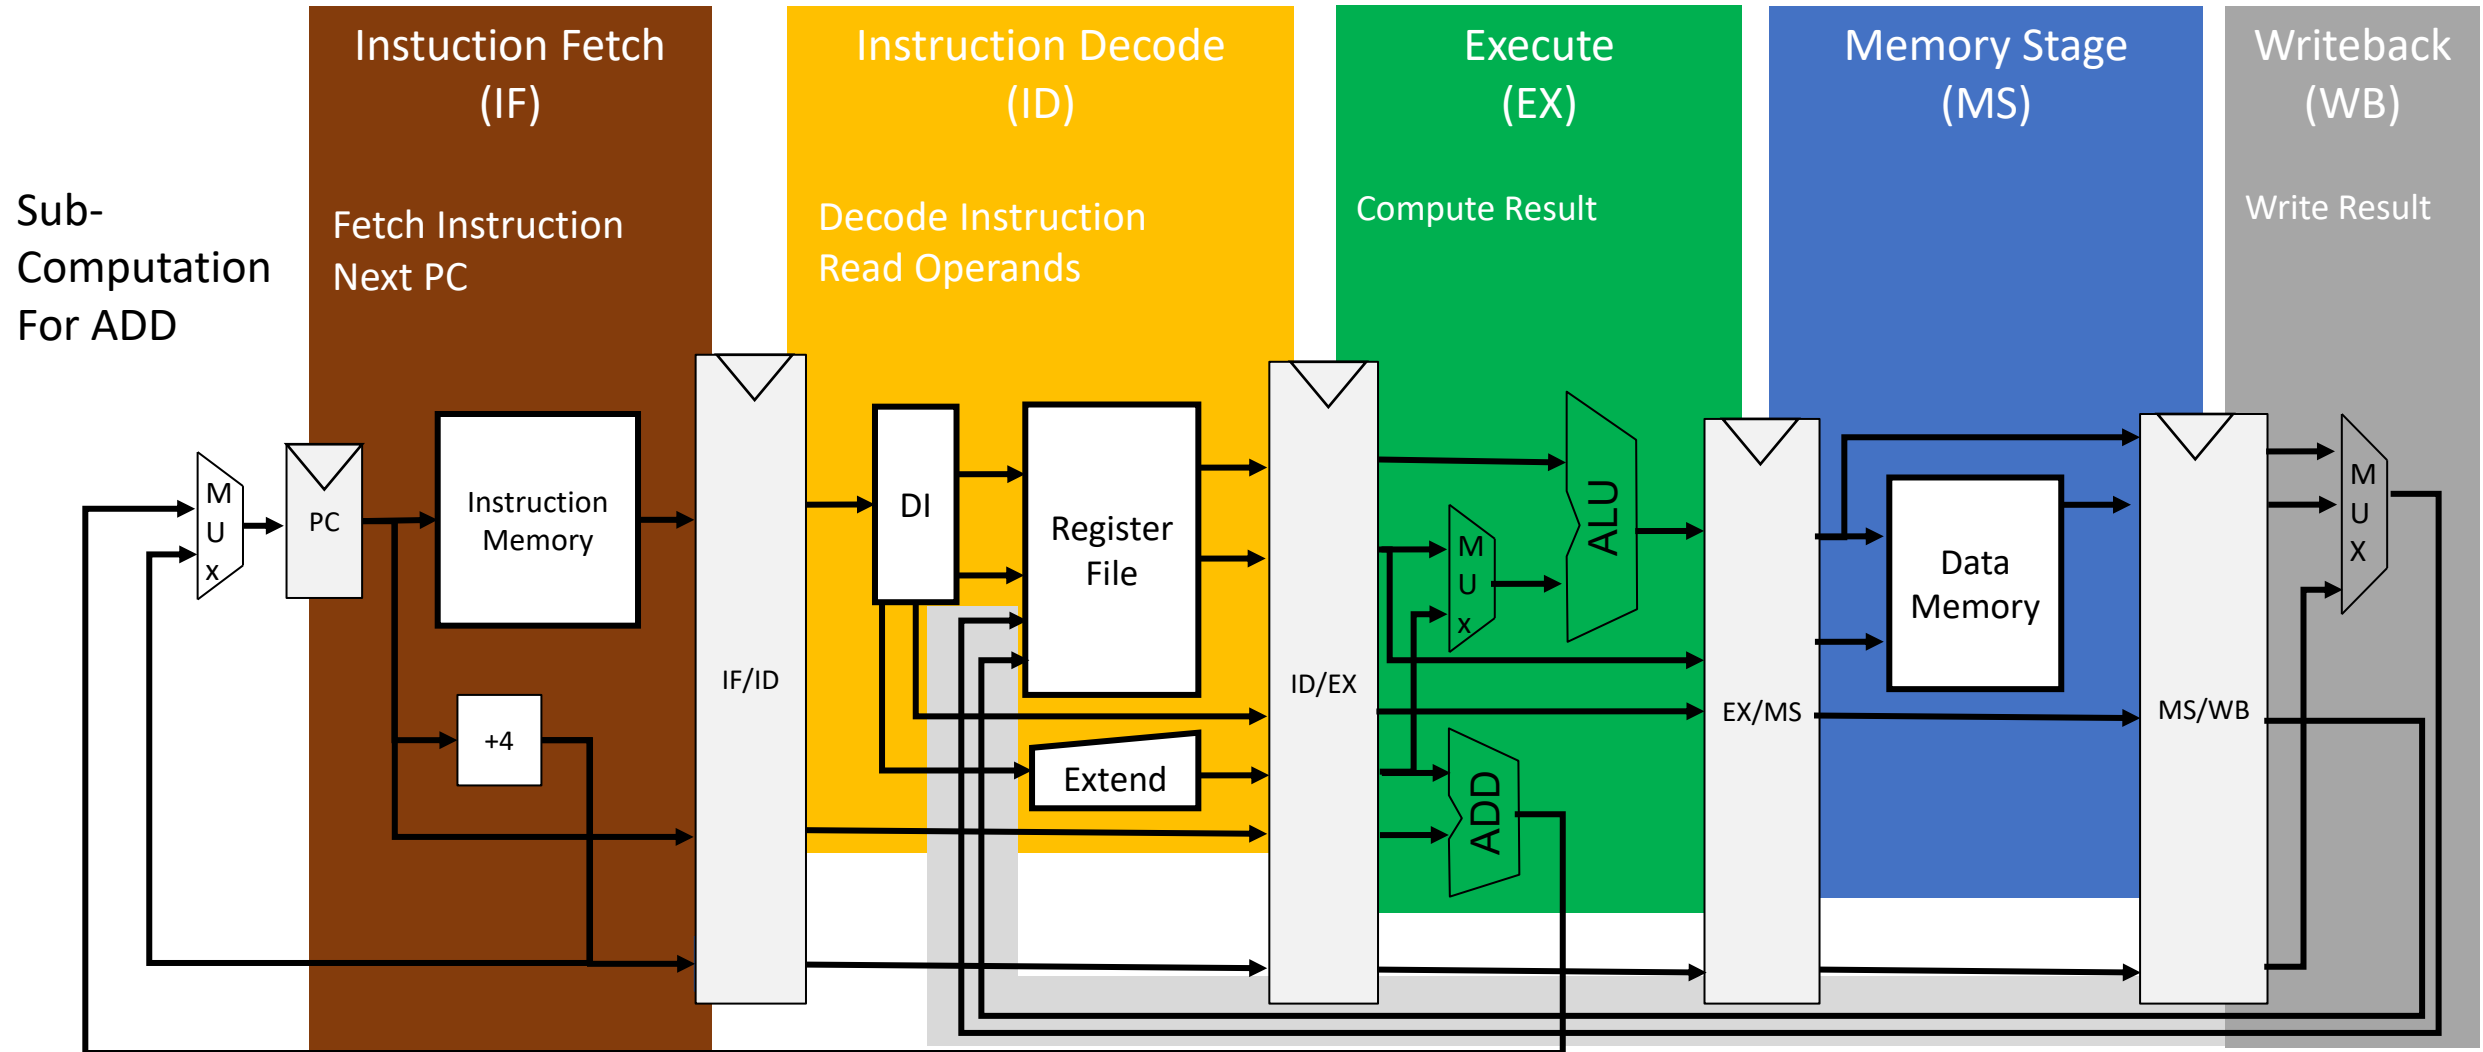 Instuction Fetch
(IF)
Instruction Decode
(ID)
Execute
(EX)
Memory Stage
(MS)
Writeback
(WB)
Sub-
Computation
For ADD
Fetch Instruction
Next PC
Decode Instruction
Read Operands
Compute Result
Write Result
M
U
x
PC
Instruction
Memory
+4
IF/ID
DI
Register
File
Extend
ID/EX
M
U
x
ALU
ADD
EX/MS
Data
Memory
MS/WB
M
U
X